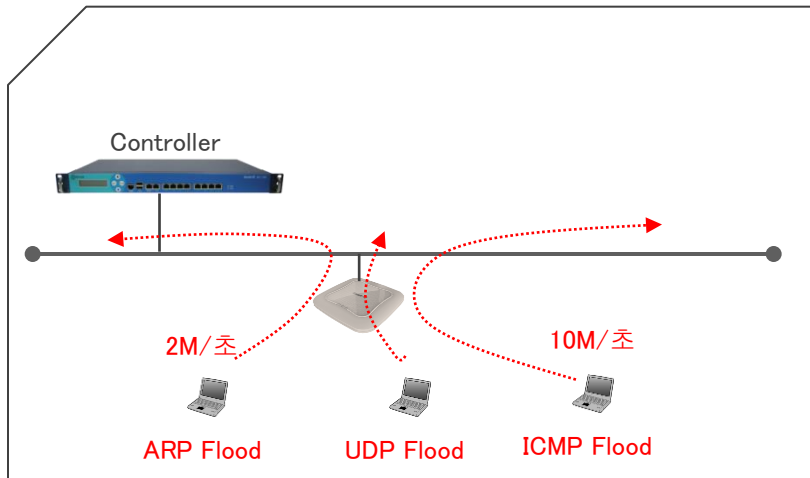 Controller
2M/초
10M/초
ARP Flood
UDP Flood
ICMP Flood